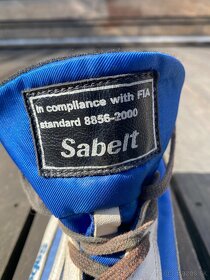 In compliance with FIA
standard 8856-2000
Sabelt